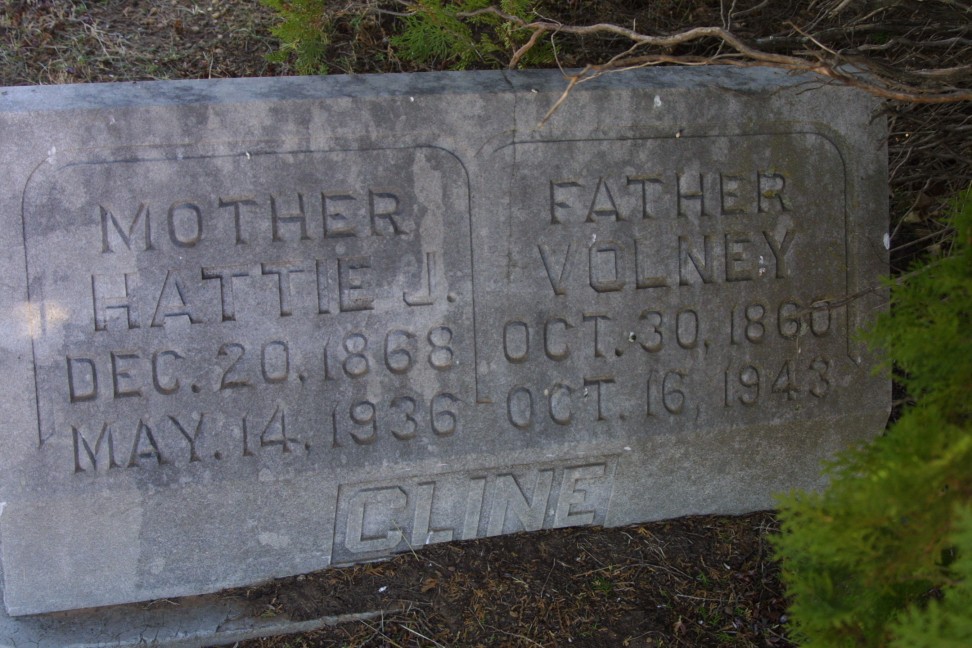 MOTHER
HATTIE J.
DEC. 20, 1868
MAY. 14, 1936
FATHER
VOLNEY
OCT. 30, 1860
OCT. 16, 1943
CLINE